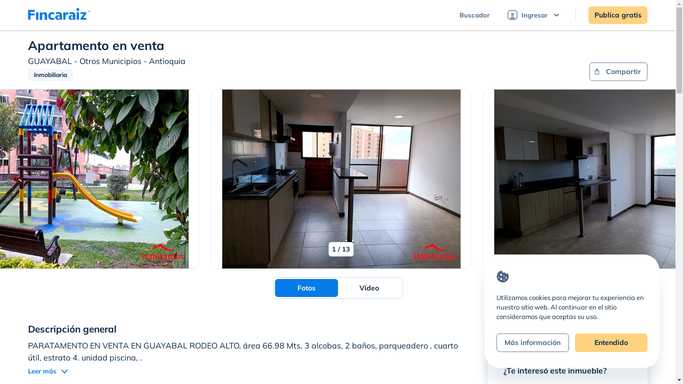 Fincaraiz
Buscador
Ingresar
Publica gratis
Apartamento en venta
GUAYABAL - Otros Municipios - Antioquia
Inmobiliaria
Compartir
1 / 13
Fotos
Video
Descripción general
PARATAMENTO EN VENTA EN GUAYABAL RODEO ALTO, área 66.98 Mts, 3 alcobas, 2 baños, parqueadero , cuarto
útil, estrato 4. unidad piscina, .
Leer más
Utilizamos cookies para mejorar tu experiencia en
nuestro sitio web. Al continuar en el sitio
consideramos que aceptas su uso.
Más información
Entendido
¿Te interesó este inmueble?